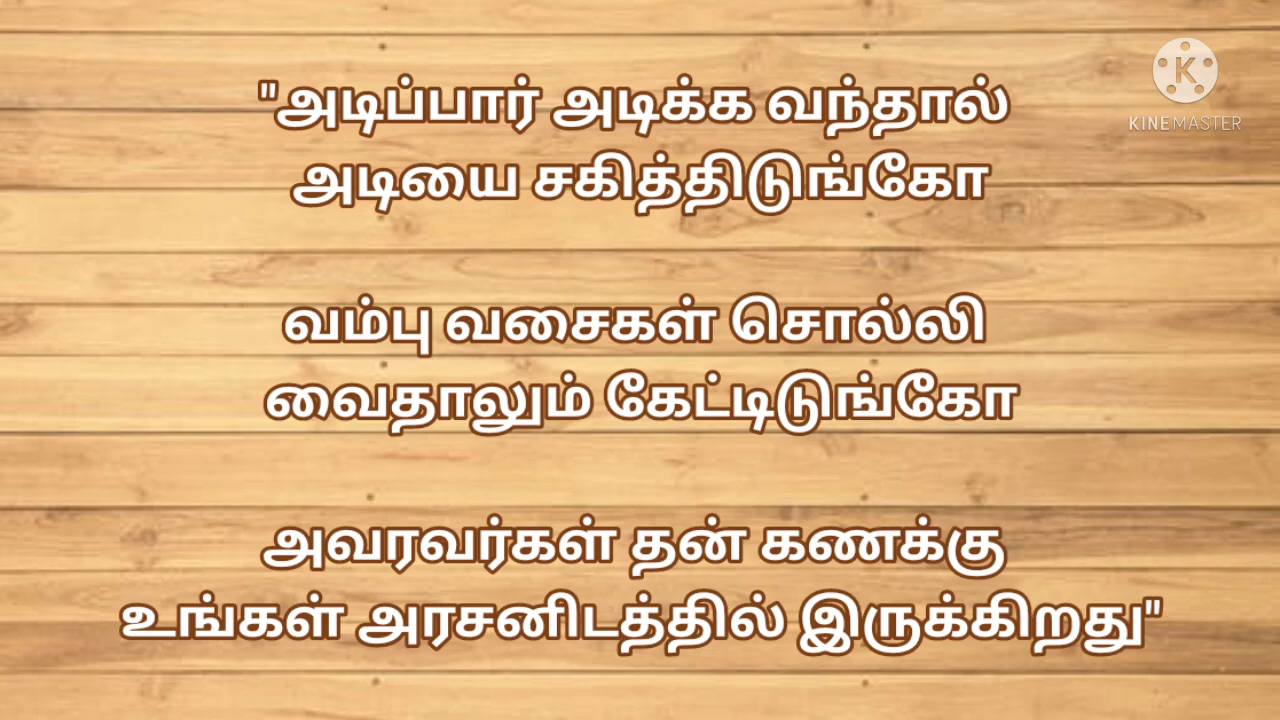 "அடிப்பார் அடிக்க வந்தால்
அடியை சகித்திடுங்கோ
வம்பு வசைகள் சொல்லி
வைதாலும் கேட்டிடுங்கோ
அவரவர்கள் தன் கணக்கு
உங்கள் அரசனிடத்தில் இருக்கிறது"
K
KINEMASTER